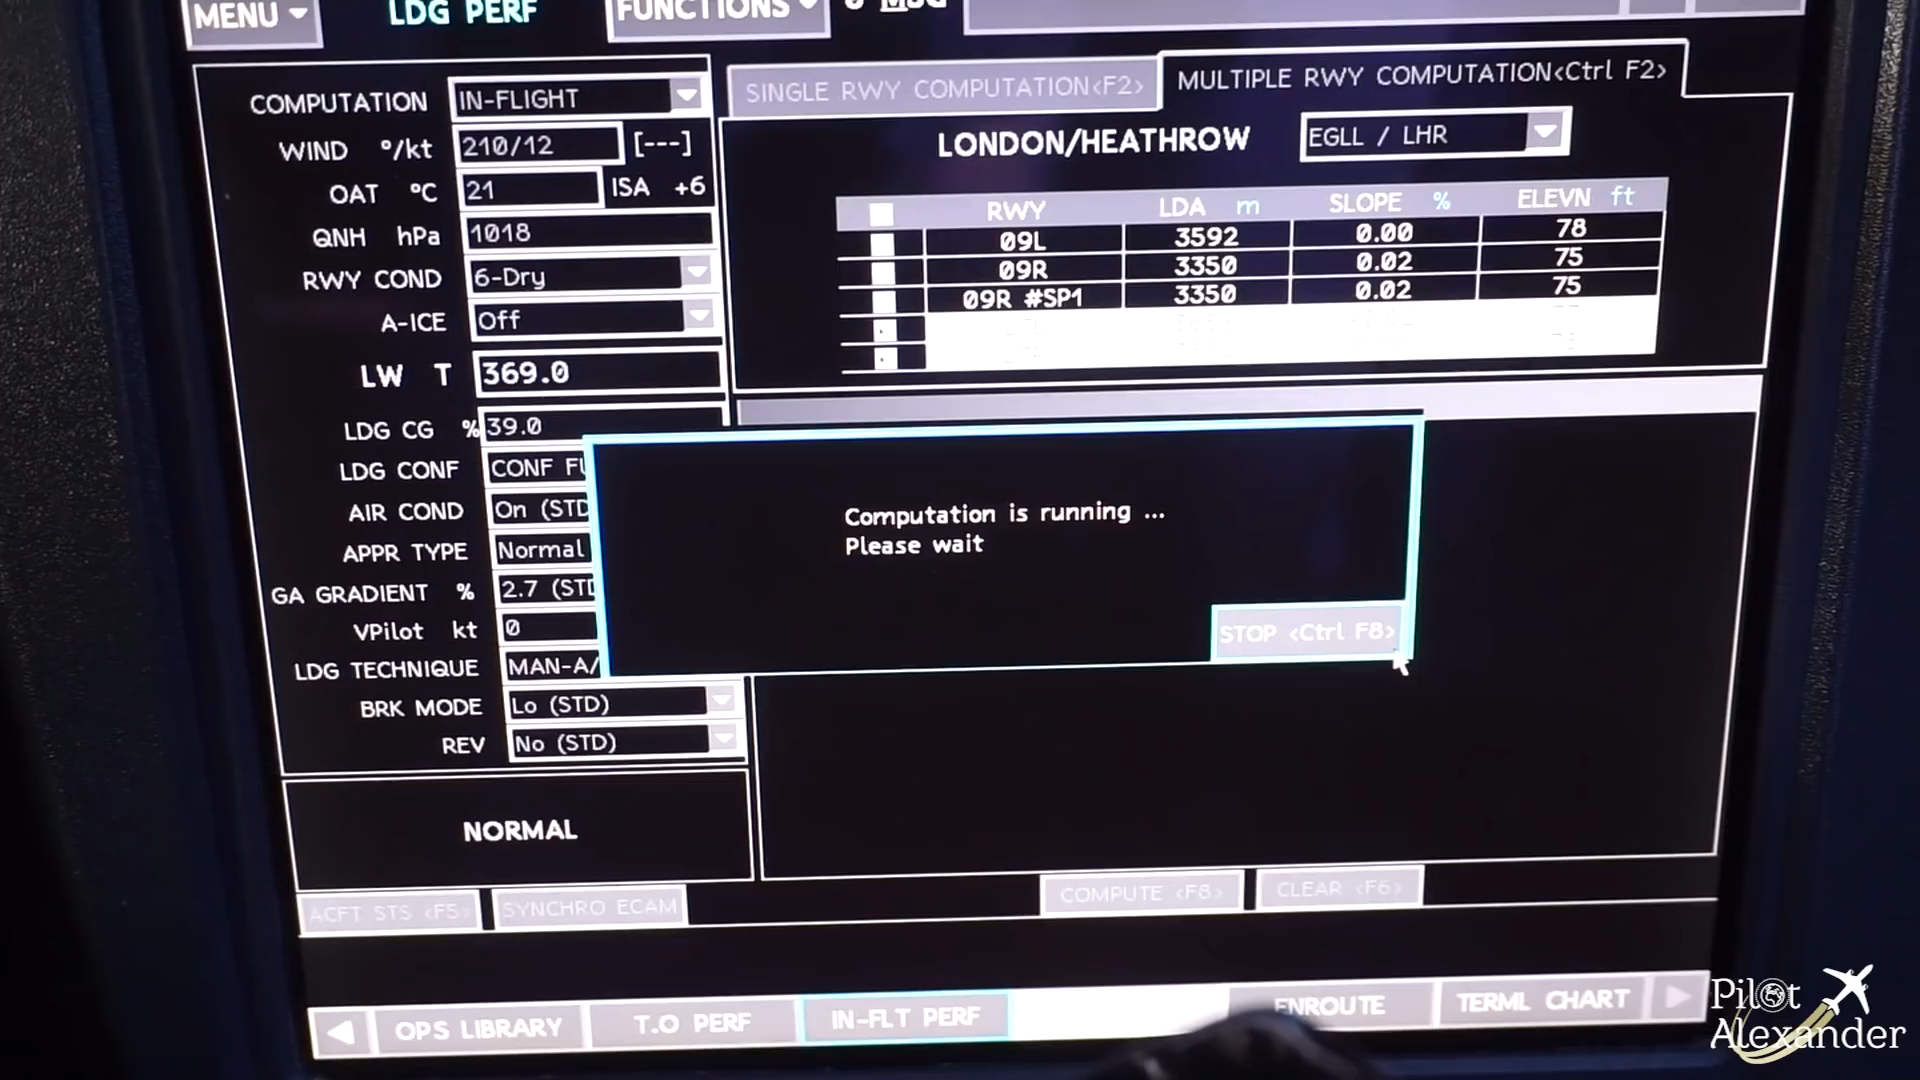 MENU LDG PERF FUNCTIONS 0 MSG
COMPUTATION IN-FLIGHT
WIND °/kt 210/12 [---]
OAT °C 21 ISA +6
QNH hPa 1018
RWY COND 6-Dry
A-ICE Off
LW T 369.0
LDG CG % 39.0
LDG CONF CONF FU
AIR COND On (STD
APPR TYPE Normal
GA GRADIENT % 2.7 (STD
VPilot kt 0
LDG TECHNIQUE MAN-A/
BRK MODE Lo (STD)
REV No (STD)
NORMAL
ACFT STS <F5> SYNCHRO ECAM
SINGLE RWY COMPUTATION<F2> MULTIPLE RWY COMPUTATION<Ctrl F2>
LONDON/HEATHROW EGLL / LHR
RWY LDA m SLOPE % ELEVN ft
09L 3592 0.00 78
09R 3350 0.02 75
09R #SP1 3350 0.02 75
Computation is running ...
Please wait
STOP <Ctrl F8>
COMPUTE <F8> CLEAR <F6>
OPS LIBRARY T.O PERF IN-FLT PERF ENROUTE TERML CHART
Pilot
Alexander